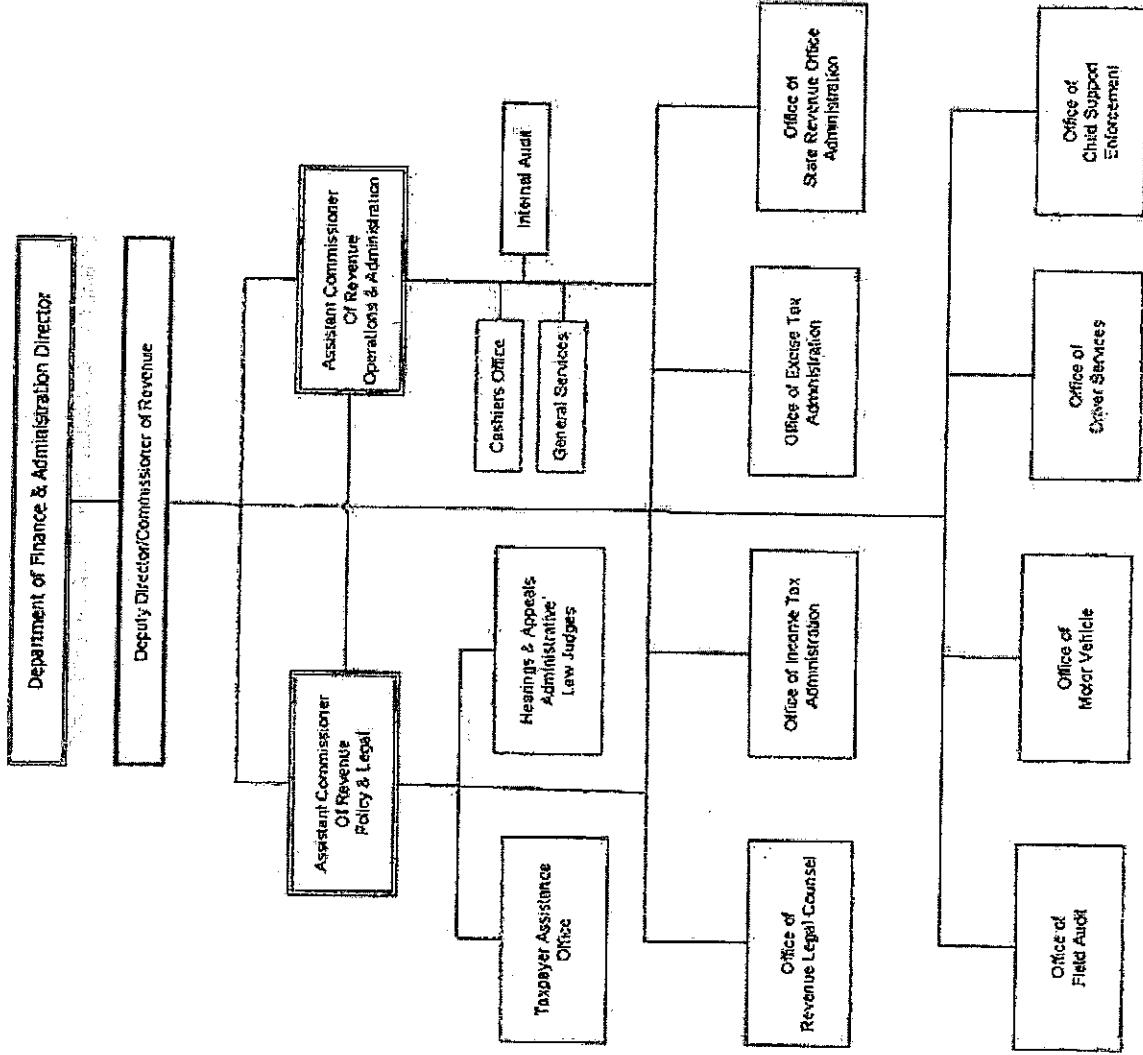 Department of Finance & Administration Director
Deputy Director/Commissioner of Revenue
Assistant Commissioner
Of Revenue
Policy & Legal
Assistant Commissioner
Of Revenue
Operations & Administration
Taxpayer Assistance
Office
Hearings & Appeals
Administrative'
Law Judges
Cashiers Office
General Services
Internal Audit
Office of
Revenue Legal Counsel
Office of Income Tax
Administration
Office of Excise Tax
Administration
Office of
State Revenue Office
Administration
Office of
Field Audit
Office of
Motor Vehicle
Office of
Driver Services
Office of
Child Support
Enforcement